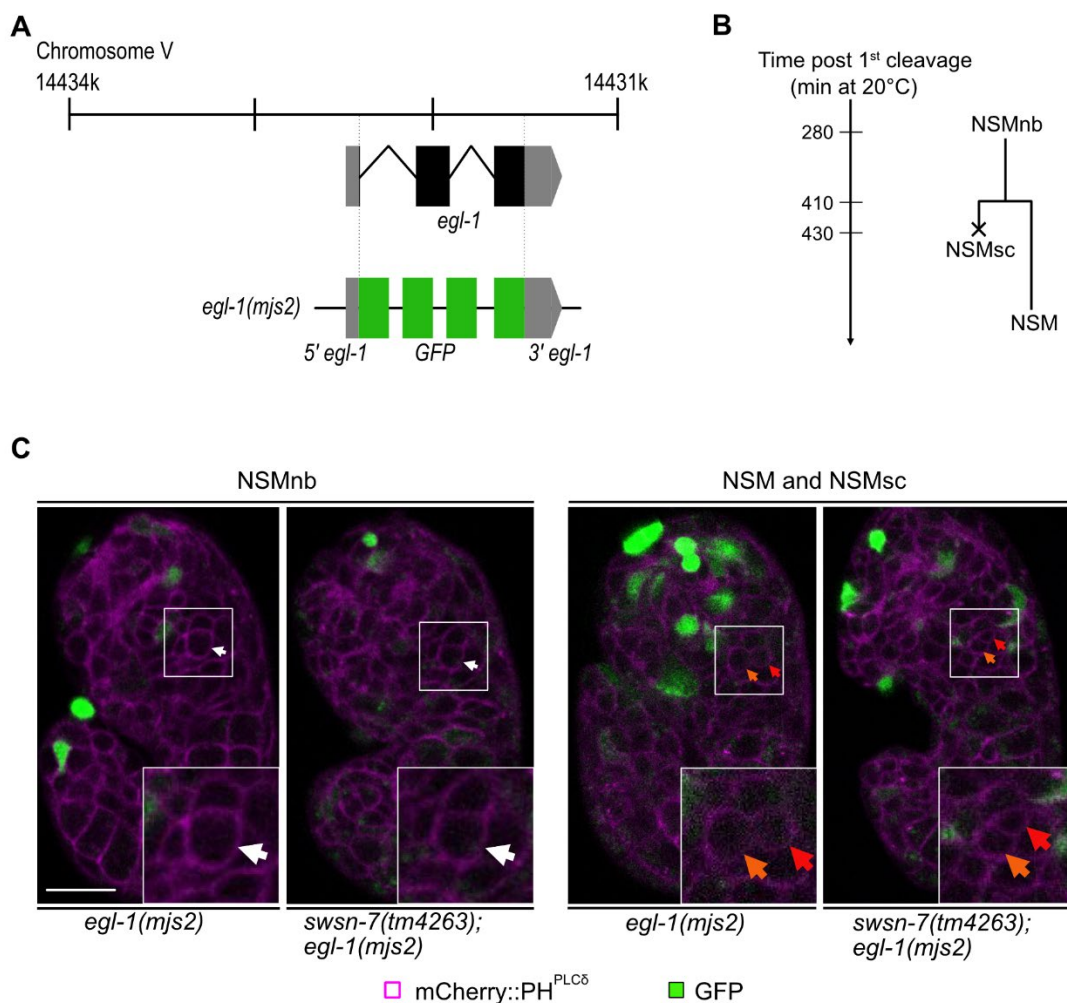 A
Chromosome V
14434k
14431k
egl-1
egl-1(mjs2)
5' egl-1
GFP
3' egl-1
B
Time post 1st cleavage
(min at 20°C)
280
410
430
NSMnb
NSMsc
NSM
C
NSMnb
NSM and NSMsc
egl-1(mjs2)
swsn-7(tm4263);
egl-1(mjs2)
egl-1(mjs2)
swsn-7(tm4263);
egl-1(mjs2)
mCherry::PH^PLCδ
GFP